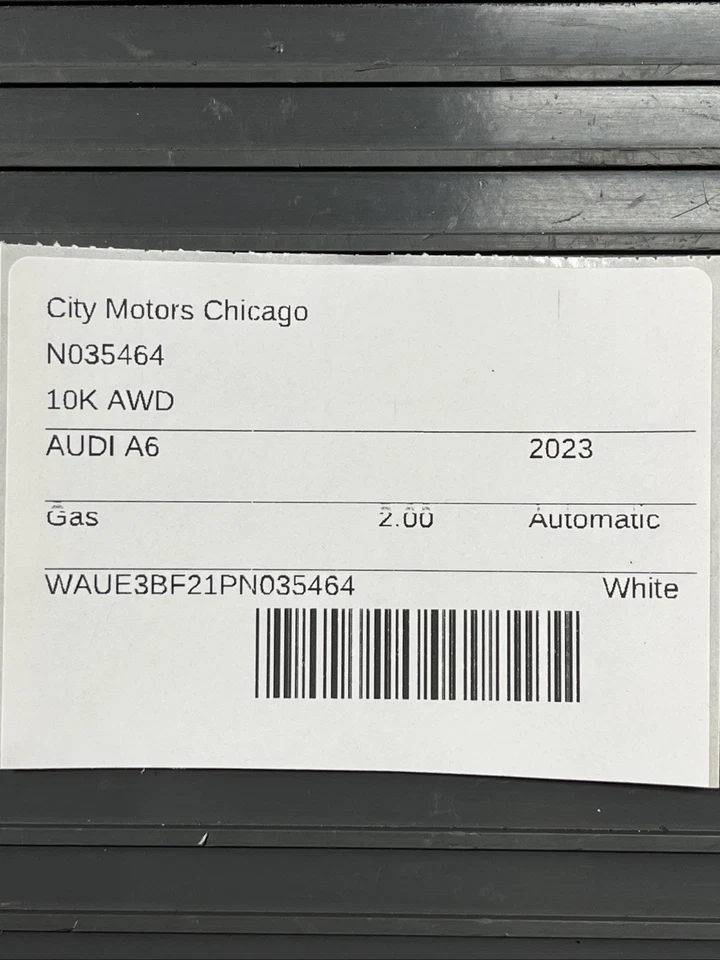 City Motors Chicago
N035464
10K AWD
AUDI A6 2023
Gas 2.00 Automatic
WAUE3BF21PN035464 White